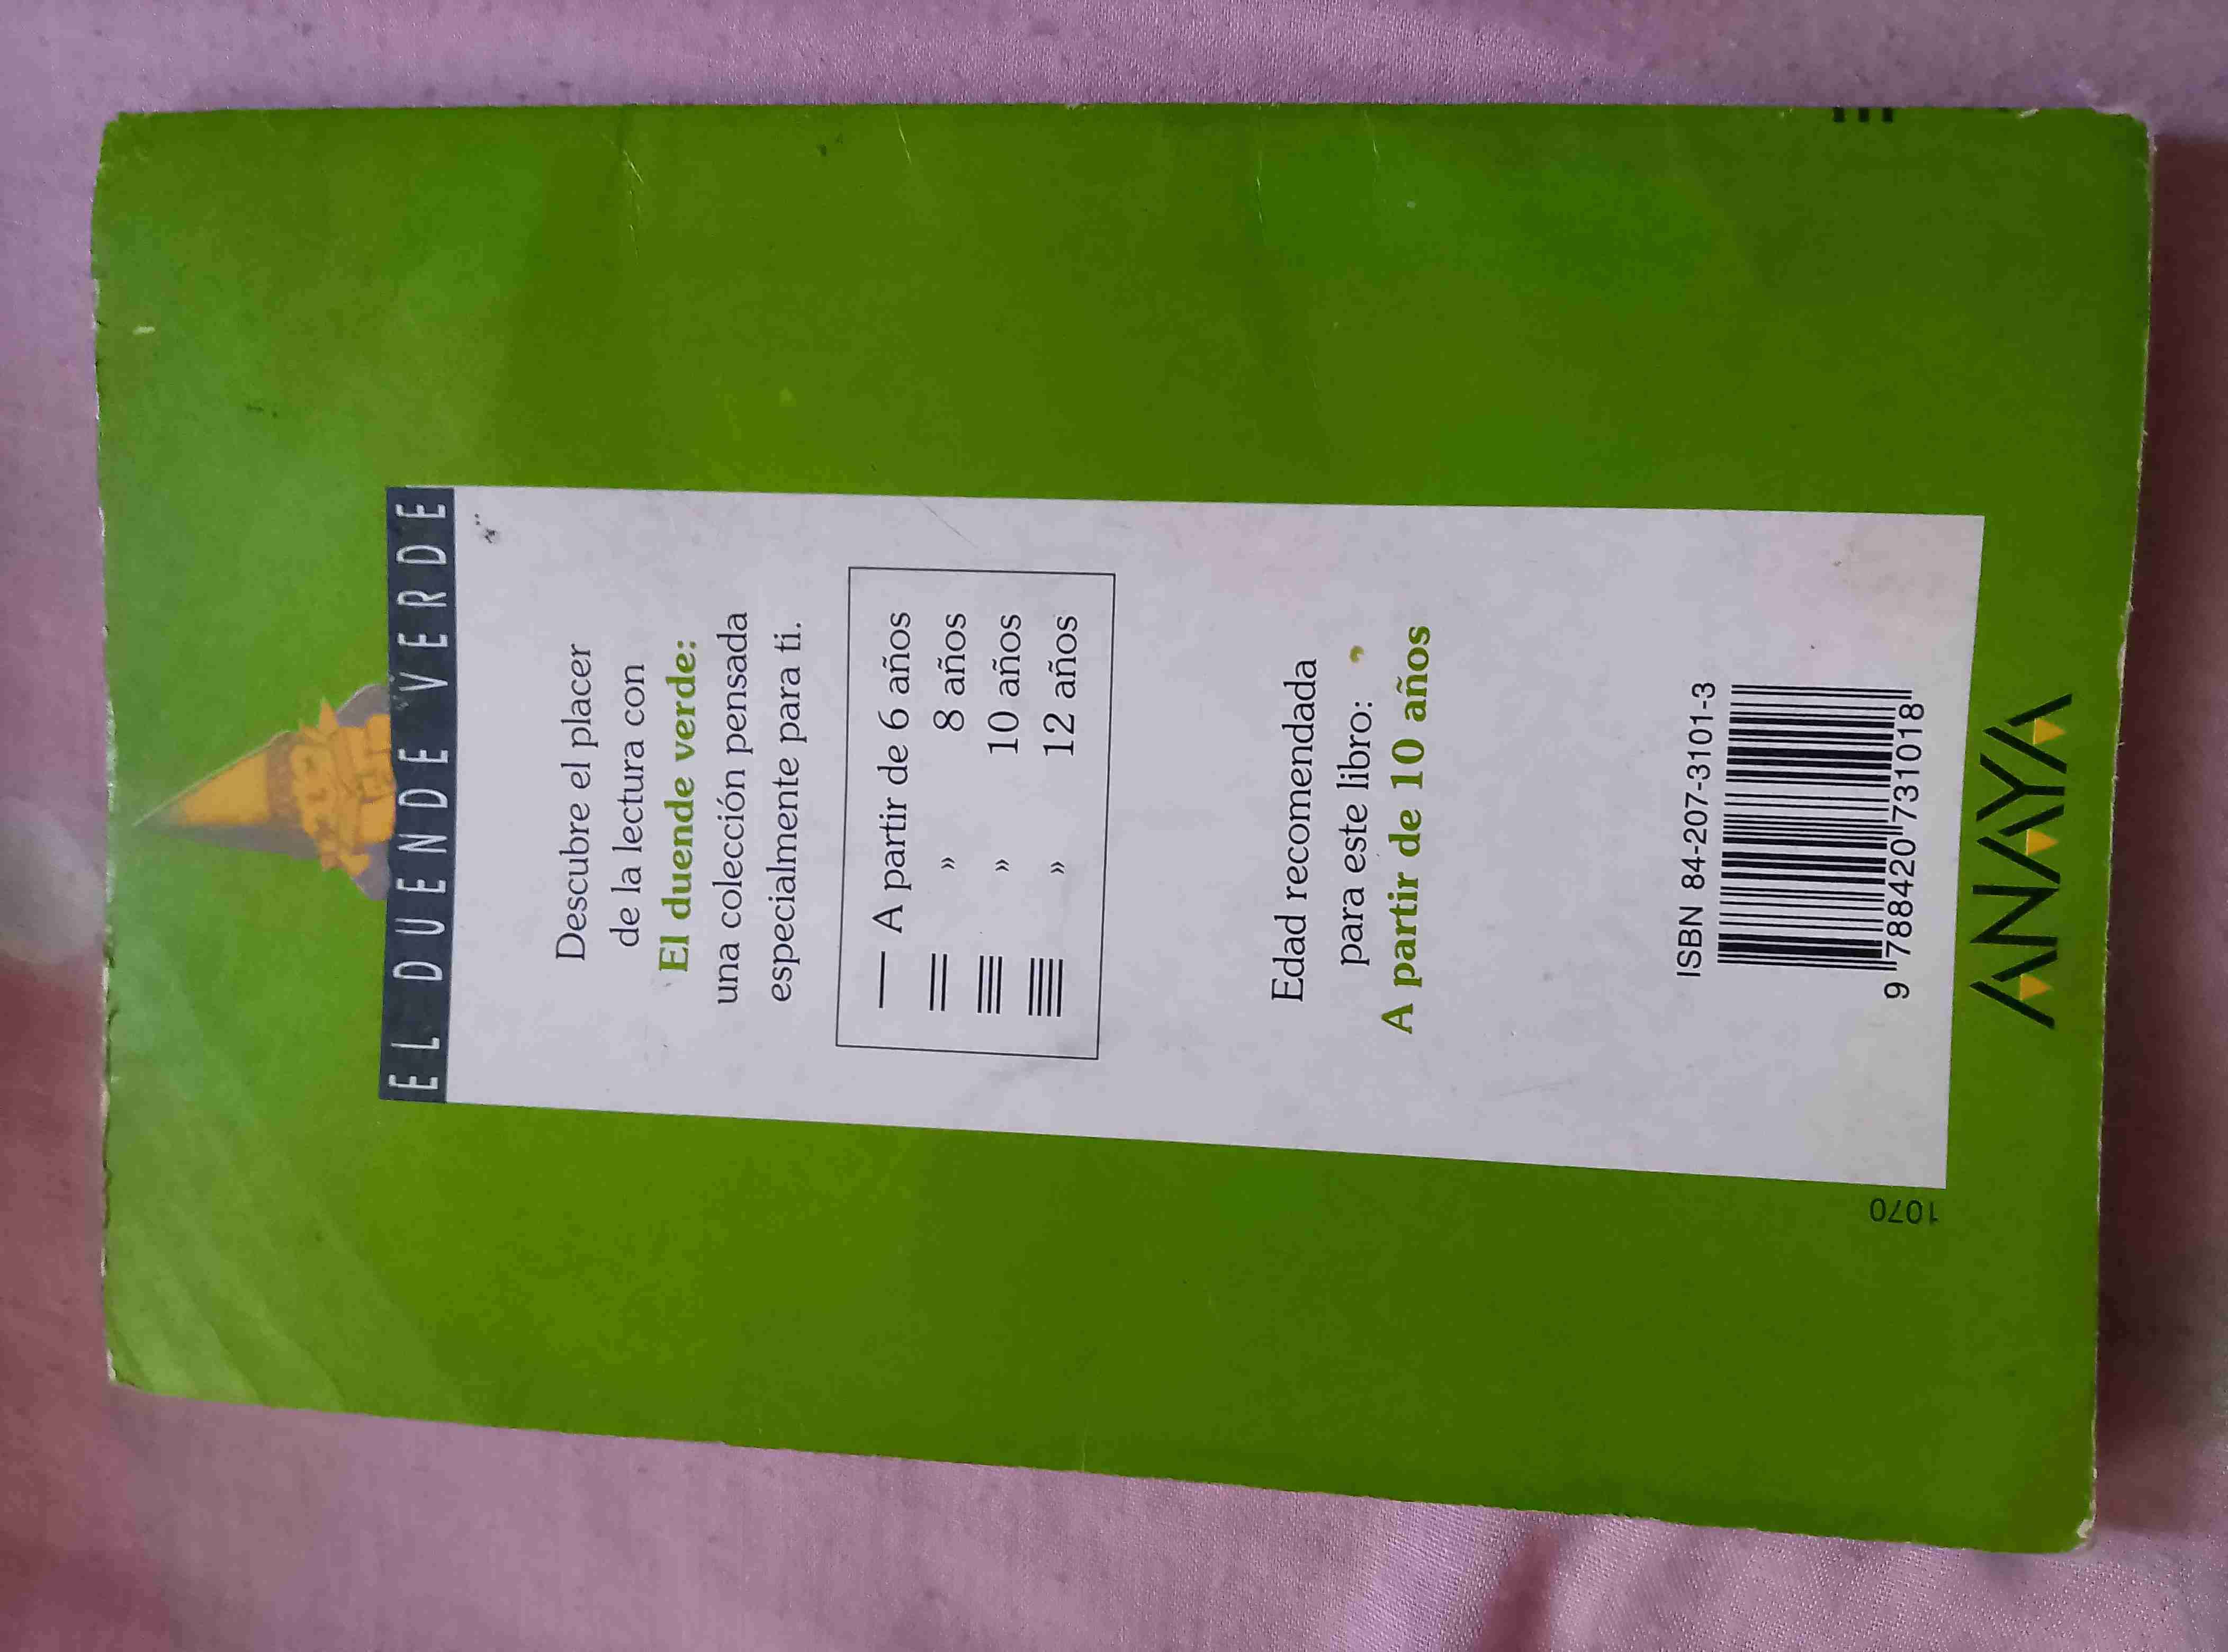 EL DUENDE VERDE
Descubre el placer
de la lectura con
El duende verde:
una colección pensada
especialmente para ti.
A partir de 6 años
» 8 años
» 10 años
» 12 años
Edad recomendada
para este libro:
A partir de 10 años
ISBN 84-207-3101-3
9 788420 731018
1070
ANAYA